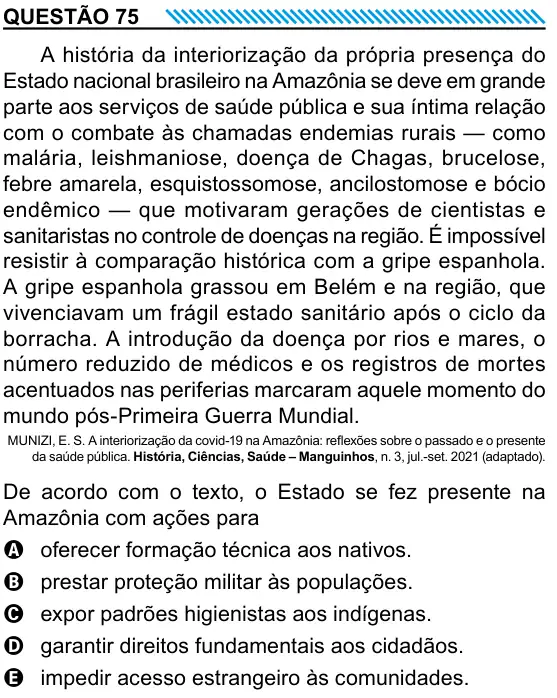 QUESTÃO 75
A história da interiorização da própria presença do
Estado nacional brasileiro na Amazônia se deve em grande
parte aos serviços de saúde pública e sua íntima relação
com o combate às chamadas endemias rurais — como
malária, leishmaniose, doença de Chagas, brucelose,
febre amarela, esquistossomose, ancilostomose e bócio
endêmico — que motivaram gerações de cientistas e
sanitaristas no controle de doenças na região. É impossível
resistir à comparação histórica com a gripe espanhola.
A gripe espanhola grassou em Belém e na região, que
vivenciavam um frágil estado sanitário após o ciclo da
borracha. A introdução da doença por rios e mares, o
número reduzido de médicos e os registros de mortes
acentuados nas periferias marcaram aquele momento do
mundo pós-Primeira Guerra Mundial.
MUNIZI, E. S. A interiorização da covid-19 na Amazônia: reflexões sobre o passado e o presente
da saúde pública. História, Ciências, Saúde – Manguinhos, n. 3, jul.-set. 2021 (adaptado).
De acordo com o texto, o Estado se fez presente na
Amazônia com ações para
A oferecer formação técnica aos nativos.
B prestar proteção militar às populações.
C expor padrões higienistas aos indígenas.
D garantir direitos fundamentais aos cidadãos.
E impedir acesso estrangeiro às comunidades.